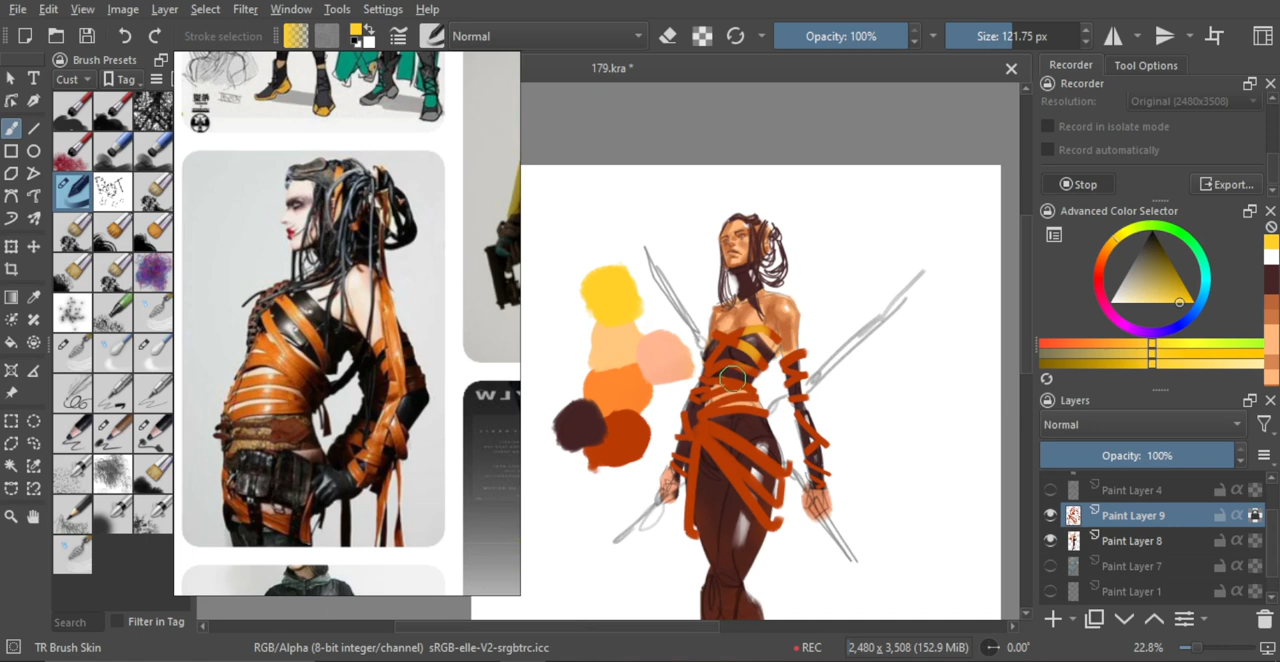 File Edit View Image Layer Select Filter Window Tools Settings Help
Stroke selection
Normal
Opacity: 100%
Size: 121.75 px
Brush Presets
Cust
Tag
179.kra *
Recorder
Tool Options
Recorder
Resolution:
Original (2480x3508)
Record in isolate mode
Record automatically
Stop
Export...
Advanced Color Selector
Layers
Normal
Opacity: 100%
Paint Layer 4
Paint Layer 9
Paint Layer 8
Paint Layer 7
Paint Layer 1
Search
Filter in Tag
TR Brush Skin
RGB/Alpha (8-bit integer/channel) sRGB-elle-V2-srgbtrc.icc
REC
2,480 x 3,508 (152.9 MiB)
0.00°
22.8%